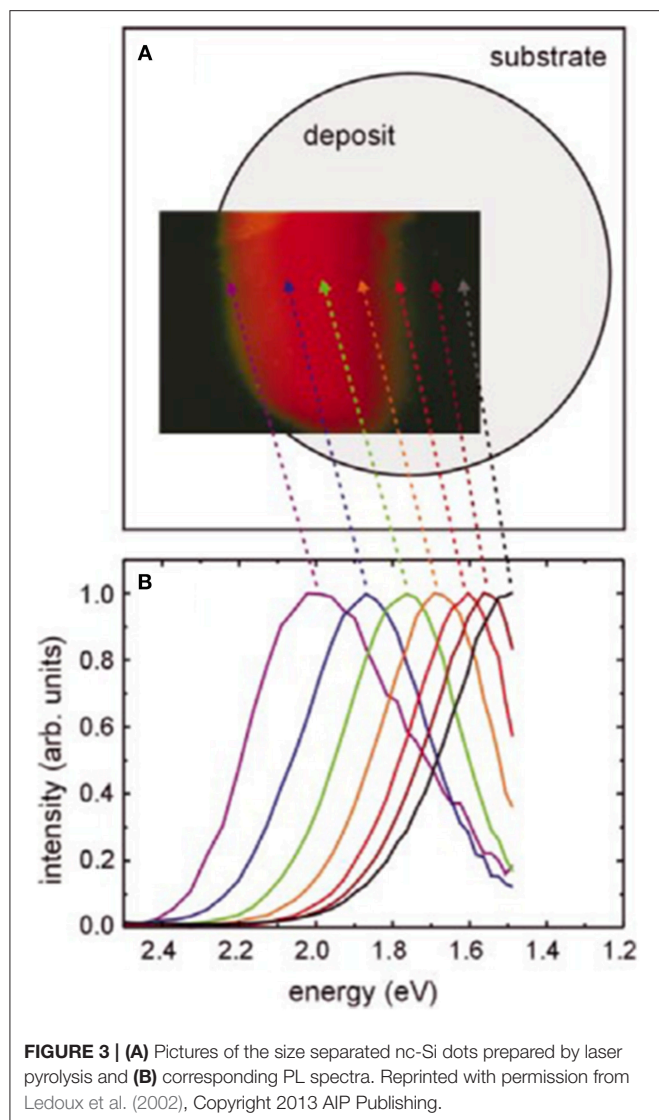 A
substrate
deposit
B
1.0
0.8
0.6
0.4
0.2
0.0
intensity (arb. units)
2.4 2.2 2.0 1.8 1.6 1.4 1.2
energy (eV)
FIGURE 3 | (A) Pictures of the size separated nc-Si dots prepared by laser
pyrolysis and (B) corresponding PL spectra. Reprinted with permission from
Ledoux et al. (2002), Copyright 2013 AIP Publishing.